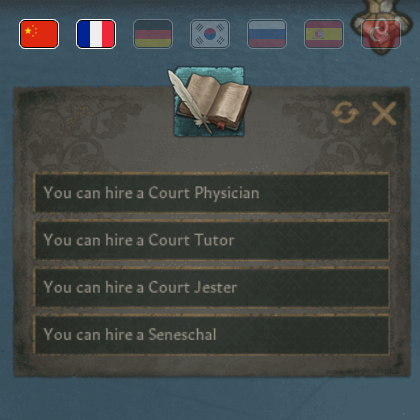 You can hire a Court Physician
You can hire a Court Tutor
You can hire a Court Jester
You can hire a Seneschal